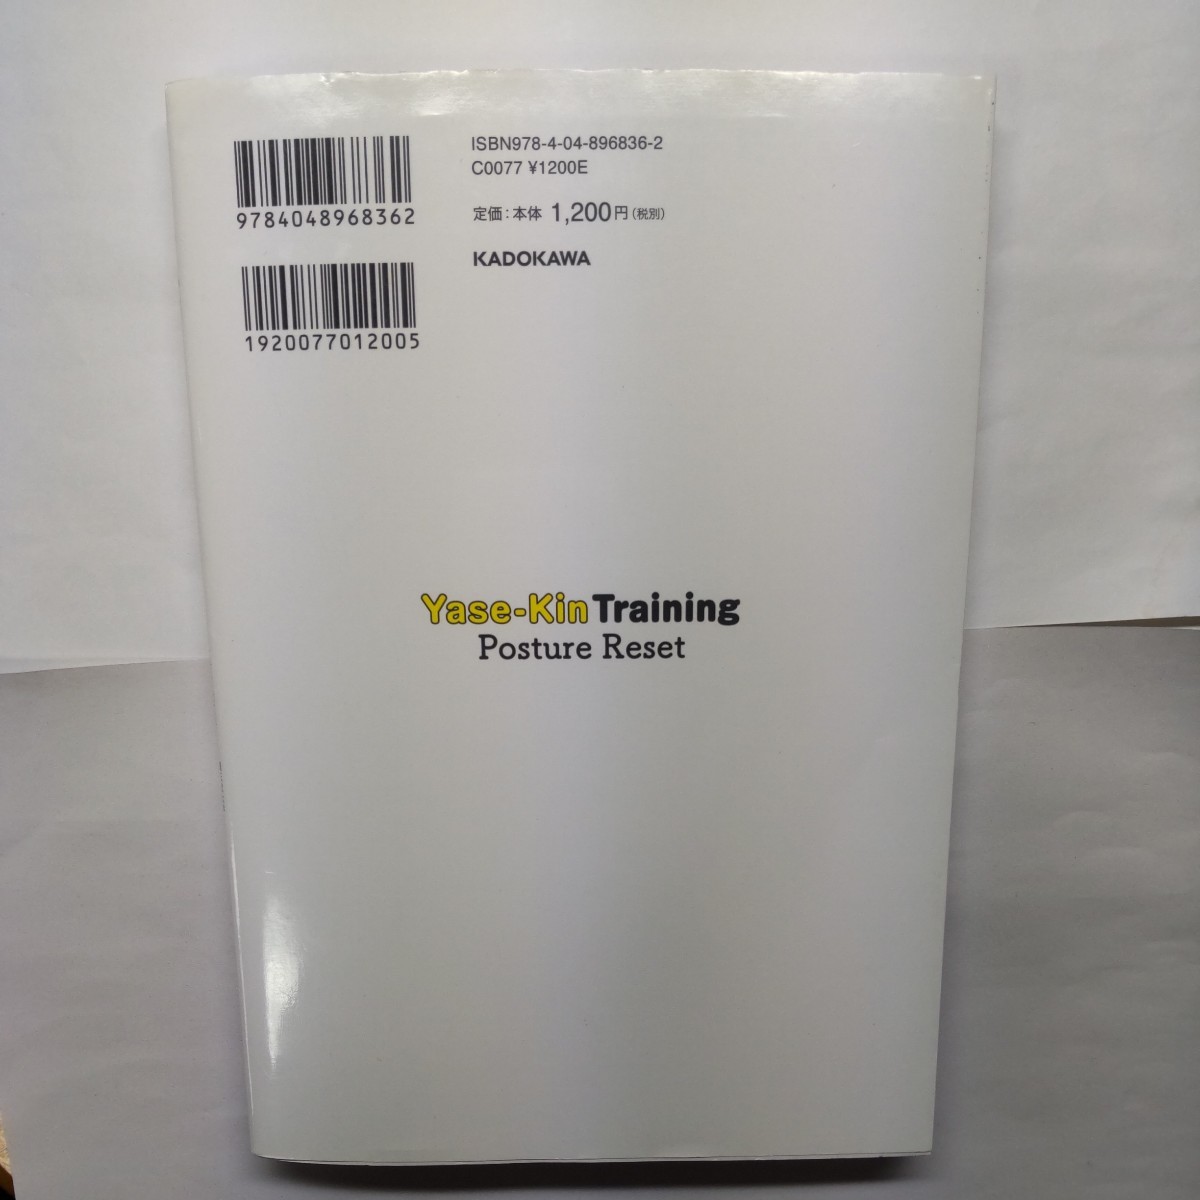 ISBN978-4-04-896836-2
C0077 ¥1200E
9784048968362
定価：本体 1,200円（税別）
KADOKAWA
1920077012005
Yase-Kin Training
Posture Reset